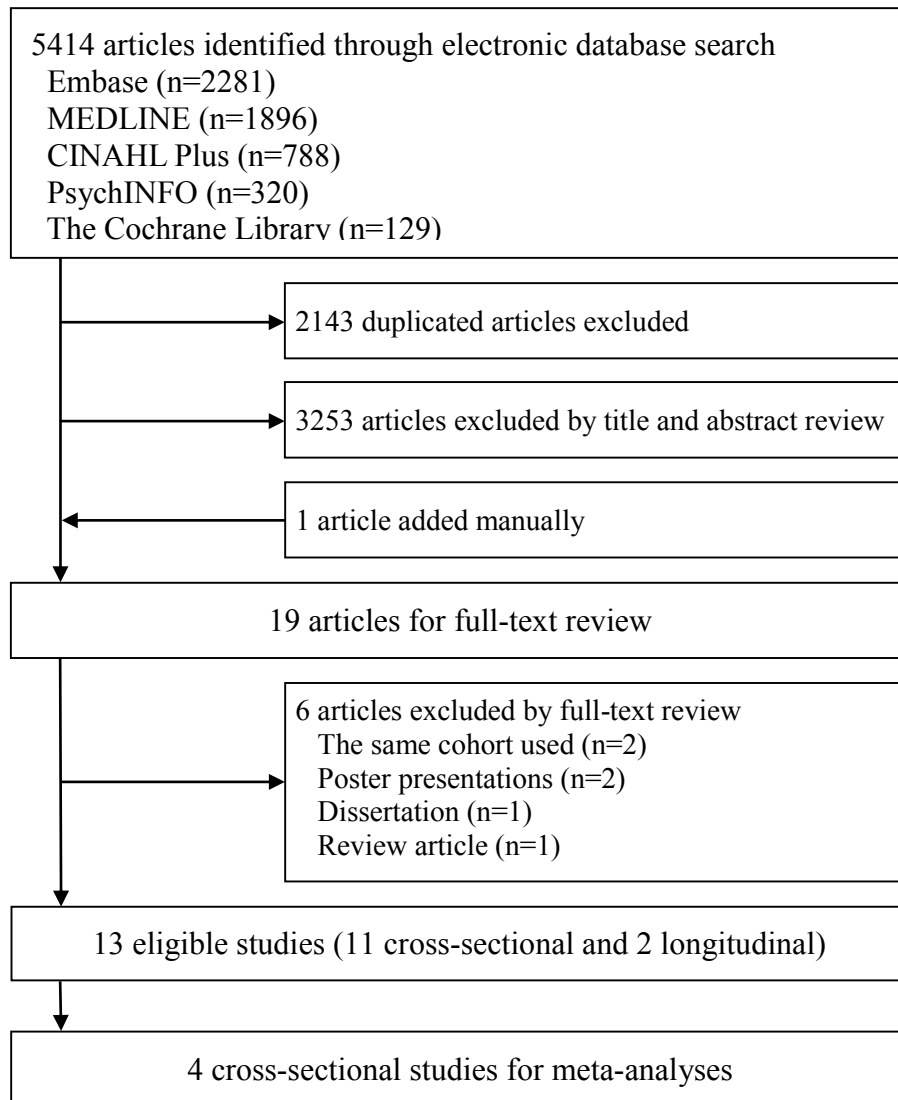 5414 articles identified through electronic database search
Embase (n=2281)
MEDLINE (n=1896)
CINAHL Plus (n=788)
PsychINFO (n=320)
The Cochrane Library (n=129)
2143 duplicated articles excluded
3253 articles excluded by title and abstract review
1 article added manually
19 articles for full-text review
6 articles excluded by full-text review
The same cohort used (n=2)
Poster presentations (n=2)
Dissertation (n=1)
Review article (n=1)
13 eligible studies (11 cross-sectional and 2 longitudinal)
4 cross-sectional studies for meta-analyses